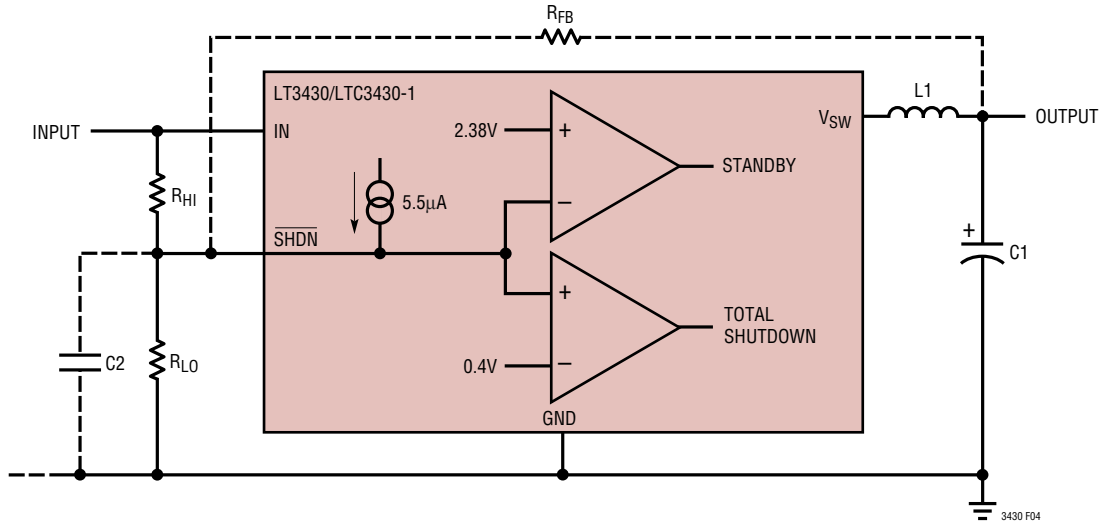 R_FB
LT3430/LTC3430-1
L1
INPUT
IN
2.38V
+
V_SW
OUTPUT
STANDBY
R_HI
5.5μA
–
+
SHDN
C1
+
TOTAL
SHUTDOWN
C2
R_LO
0.4V
–
GND
3430 F04